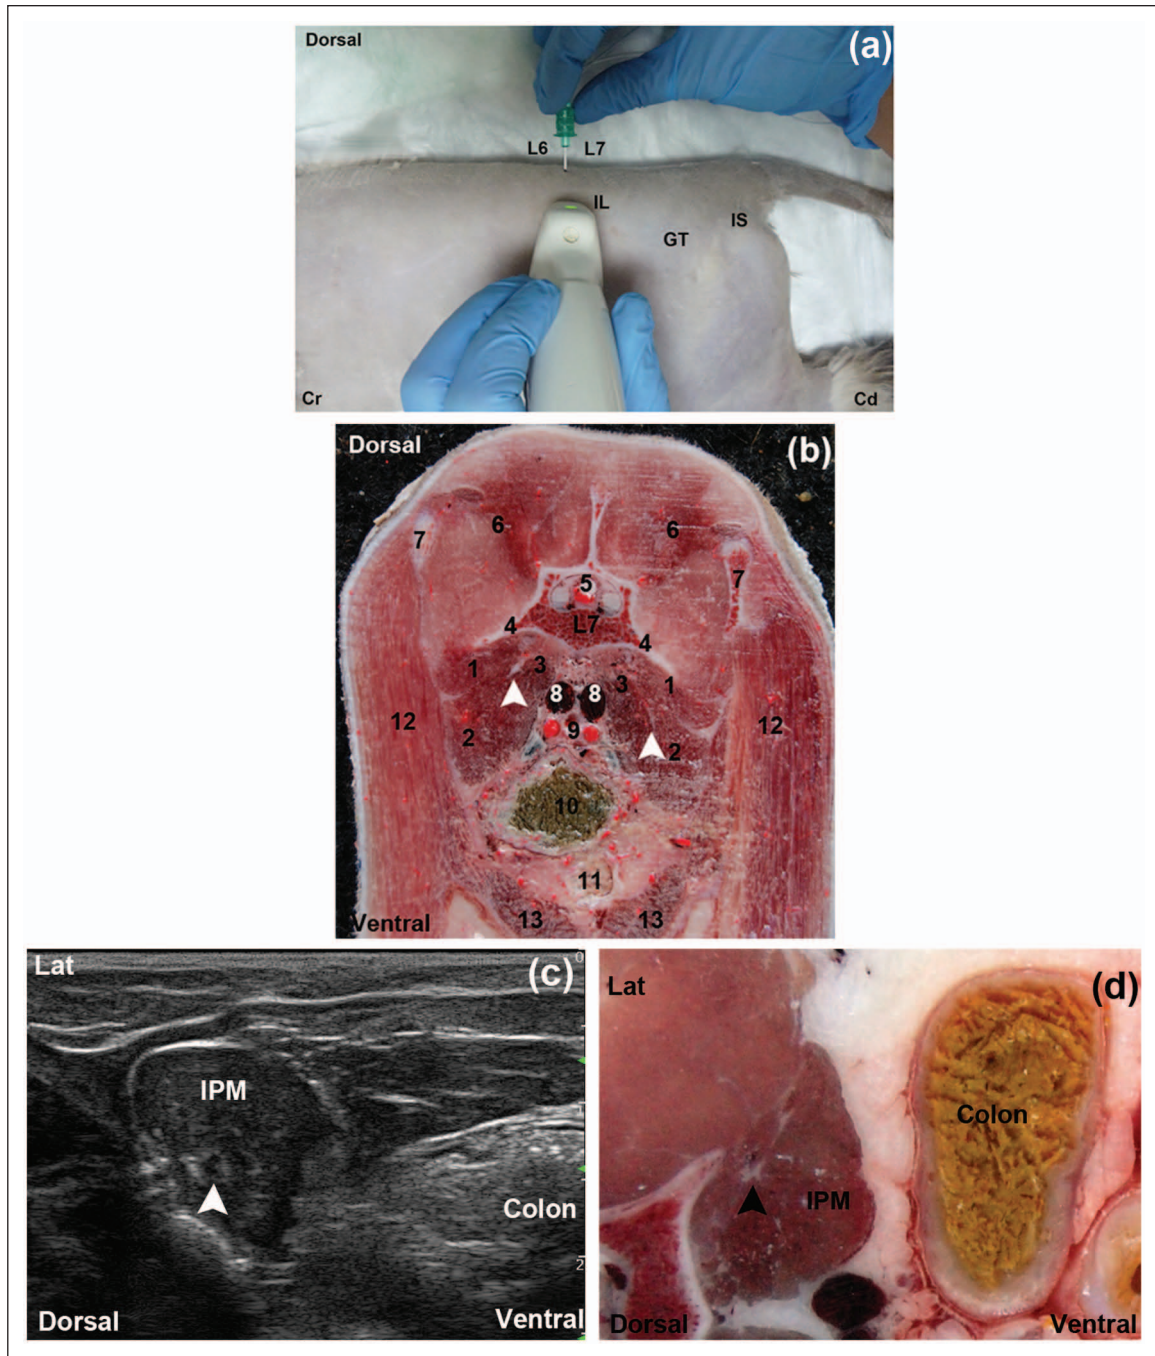 Dorsal
(a)
L6 L7
IL
IS
GT
Cr
Cd
Dorsal
(b)
6
6
7
7
5
L7
4
4
1
3
3
1
8
8
12
9
12
2
2
10
11
13
13
Ventral
Lat
(c)
0
IPM
Colon
2
Dorsal
Ventral
Lat
(d)
Colon
IPM
Dorsal
Ventral